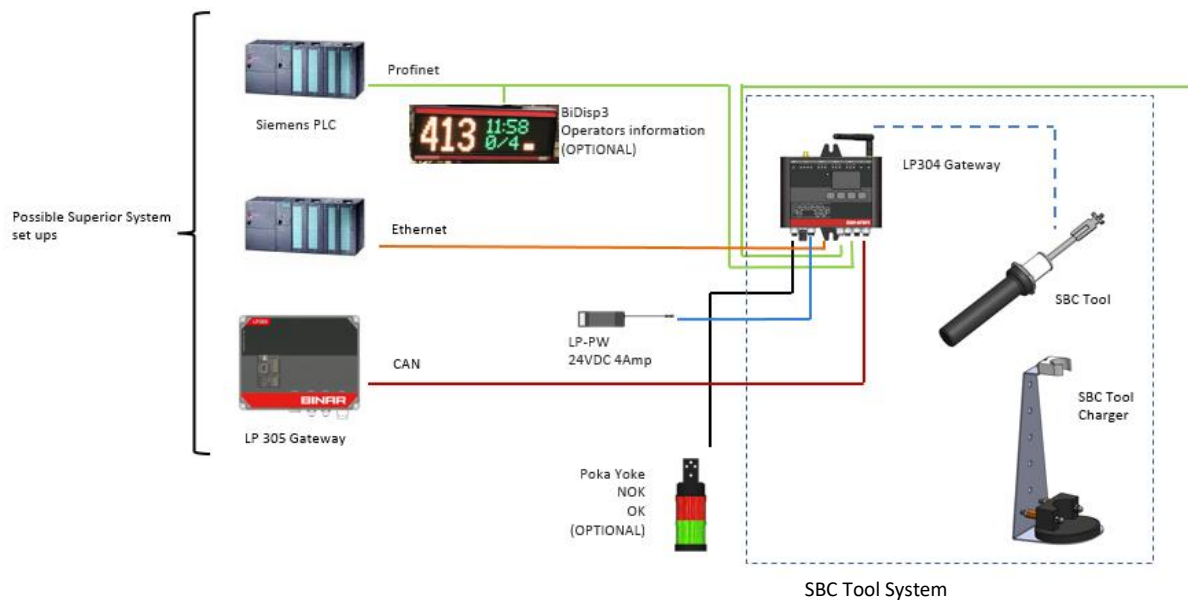 Possible Superior System
set ups
Siemens PLC
Profinet
413
11:58
0/4
BiDisp3
Operators information
(OPTIONAL)
Ethernet
LP305
BINAR
LP 305 Gateway
CAN
LP-PW
24VDC 4Amp
Poka Yoke
NOK
OK
(OPTIONAL)
BINAR
LP304 Gateway
SBC Tool
SBC Tool
Charger
SBC Tool System